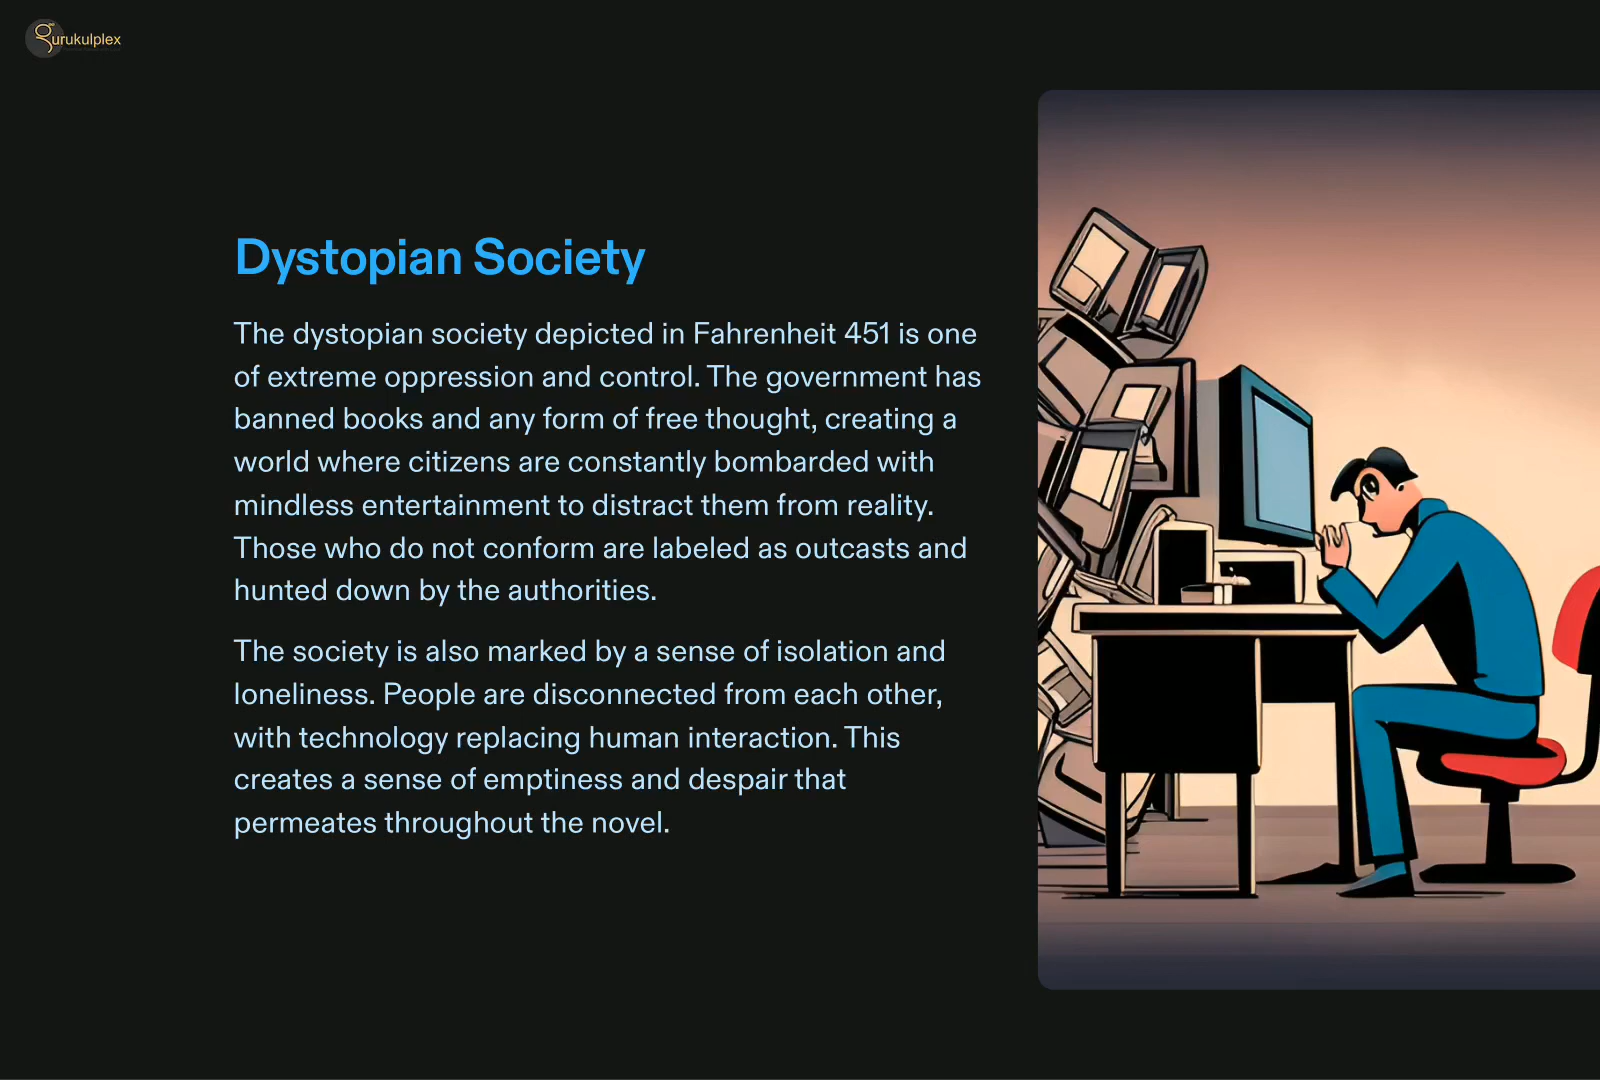 gurukulplex
Dystopian Society
The dystopian society depicted in Fahrenheit 451 is one
of extreme oppression and control. The government has
banned books and any form of free thought, creating a
world where citizens are constantly bombarded with
mindless entertainment to distract them from reality.
Those who do not conform are labeled as outcasts and
hunted down by the authorities.
The society is also marked by a sense of isolation and
loneliness. People are disconnected from each other,
with technology replacing human interaction. This
creates a sense of emptiness and despair that
permeates throughout the novel.